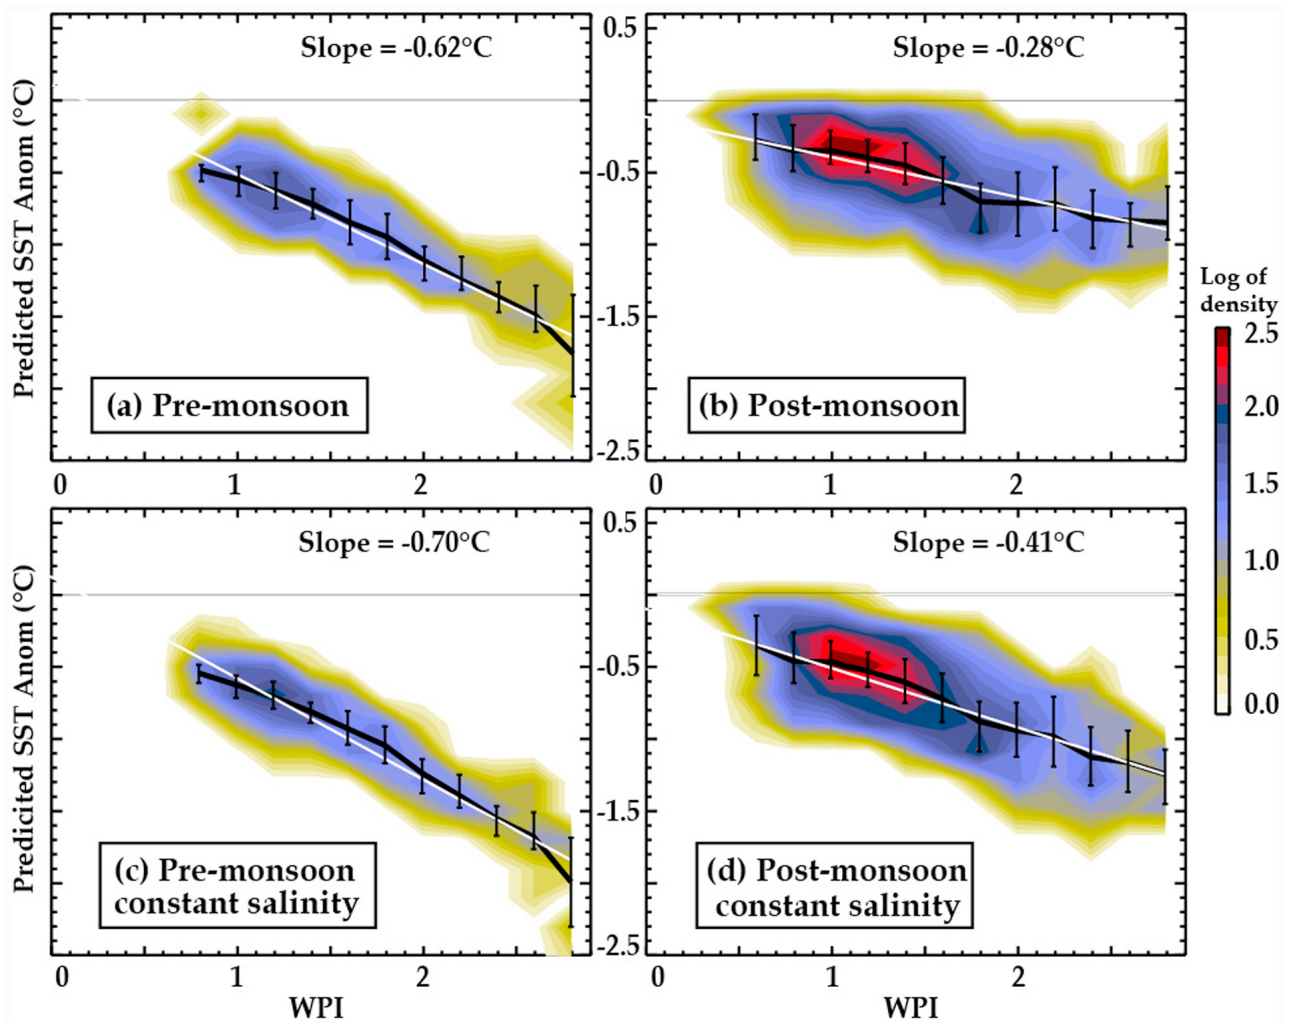 Slope = -0.62°C
Predicted SST Anom (°C)
(a) Pre-monsoon
0
1
2
0.5
-0.5
-1.5
-2.5
Slope = -0.28°C
(b) Post-monsoon
0
1
2
Log of
density
2.5
2.0
1.5
1.0
0.5
0.0
Slope = -0.70°C
Predicited SST Anom (°C)
(c) Pre-monsoon
constant salinity
0
1
2
WPI
0.5
-0.5
-1.5
-2.5
Slope = -0.41°C
(d) Post-monsoon
constant salinity
0
1
2
WPI